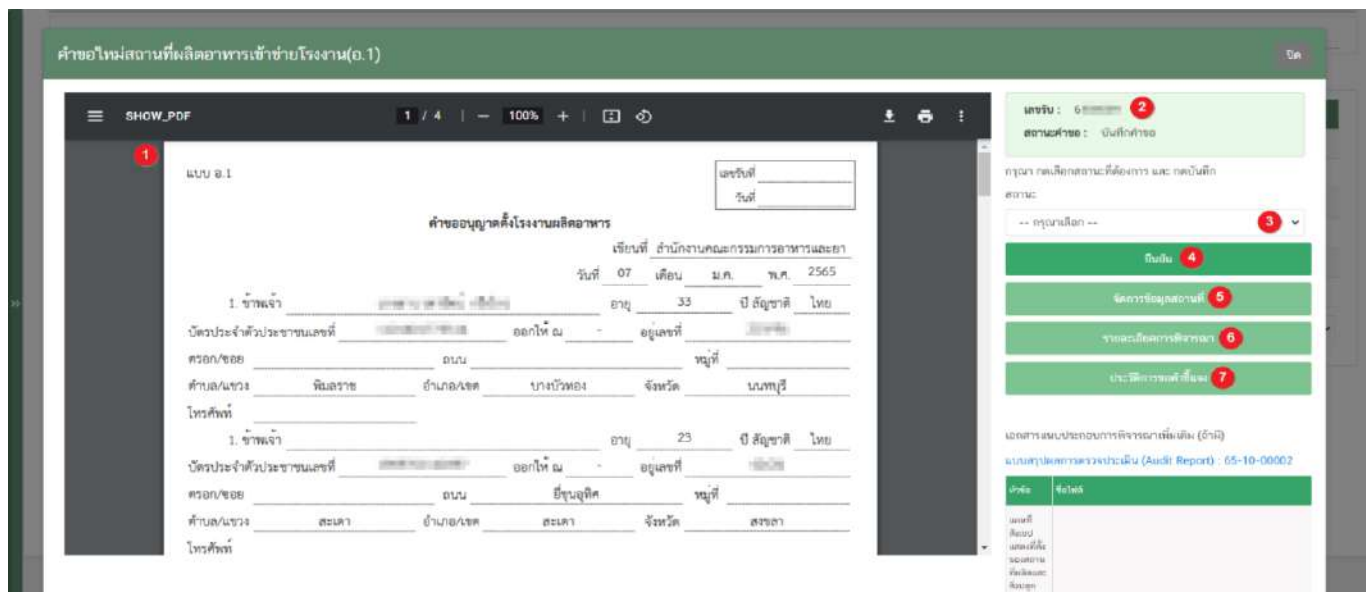 คำขอใหม่สถานที่ผลิตอาหารเข้าข่ายโรงงาน(อ.1)
ปิด
SHOW_PDF
1 / 4 | − 100% + |
1
แบบ อ.1
เลขรับที่
วันที่
คำขออนุญาตตั้งโรงงานผลิตอาหาร
เขียนที่ สำนักงานคณะกรรมการอาหารและยา
วันที่ 07 เดือน ม.ค. พ.ศ. 2565
1. ข้าพเจ้า อายุ 33 ปี สัญชาติ ไทย
บัตรประจำตัวประชาชนเลขที่ ออกให้ ณ - อยู่เลขที่
ตรอก/ซอย ถนน หมู่ที่
ตำบล/แขวง พิมลราช อำเภอ/เขต บางบัวทอง จังหวัด นนทบุรี
โทรศัพท์
1. ข้าพเจ้า อายุ 23 ปี สัญชาติ ไทย
บัตรประจำตัวประชาชนเลขที่ ออกให้ ณ - อยู่เลขที่
ตรอก/ซอย ถนน ยี่ขุนอุทิศ หมู่ที่
ตำบล/แขวง สะเดา อำเภอ/เขต สะเดา จังหวัด สงขลา
โทรศัพท์
เลขรับ : 6 2
สถานะคำขอ : บันทึกคำขอ
กรุณา กดเลือกสถานะที่ต้องการ และ กดบันทึก
สถานะ
-- กรุณาเลือก -- 3
ยืนยัน 4
จัดการข้อมูลสถานที่ 5
รายละเอียดการพิจารณา 6
ประวัติการขอคำชี้แจง 7
เอกสารแนบประกอบการพิจารณาเพิ่มเติม (ถ้ามี)
แบบสรุปผลการตรวจประเมิน (Audit Report) : 65-10-00002
หัวข้อ ชื่อไฟล์
แผนที่